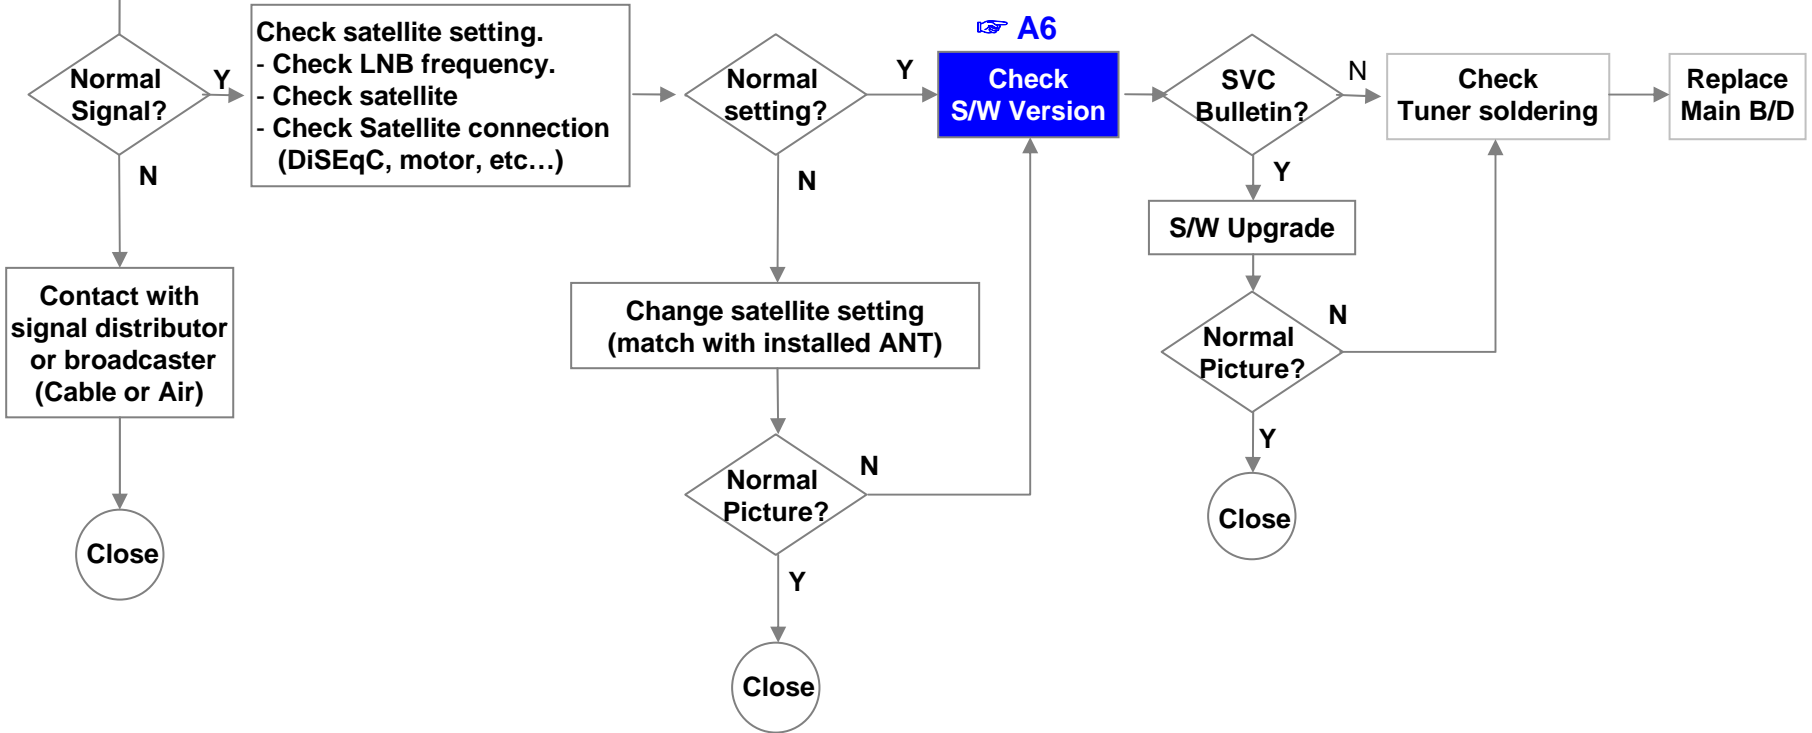 Normal
Signal?
Y
N
Contact with
signal distributor
or broadcaster
(Cable or Air)
Close
Check satellite setting.
- Check LNB frequency.
- Check satellite
- Check Satellite connection
(DiSEqC, motor, etc…)
Normal
setting?
Y
N
Change satellite setting
(match with installed ANT)
Normal
Picture?
N
Y
Close
☞ A6
Check
S/W Version
SVC
Bulletin?
N
Y
S/W Upgrade
Normal
Picture?
N
Y
Close
Check
Tuner soldering
Replace
Main B/D